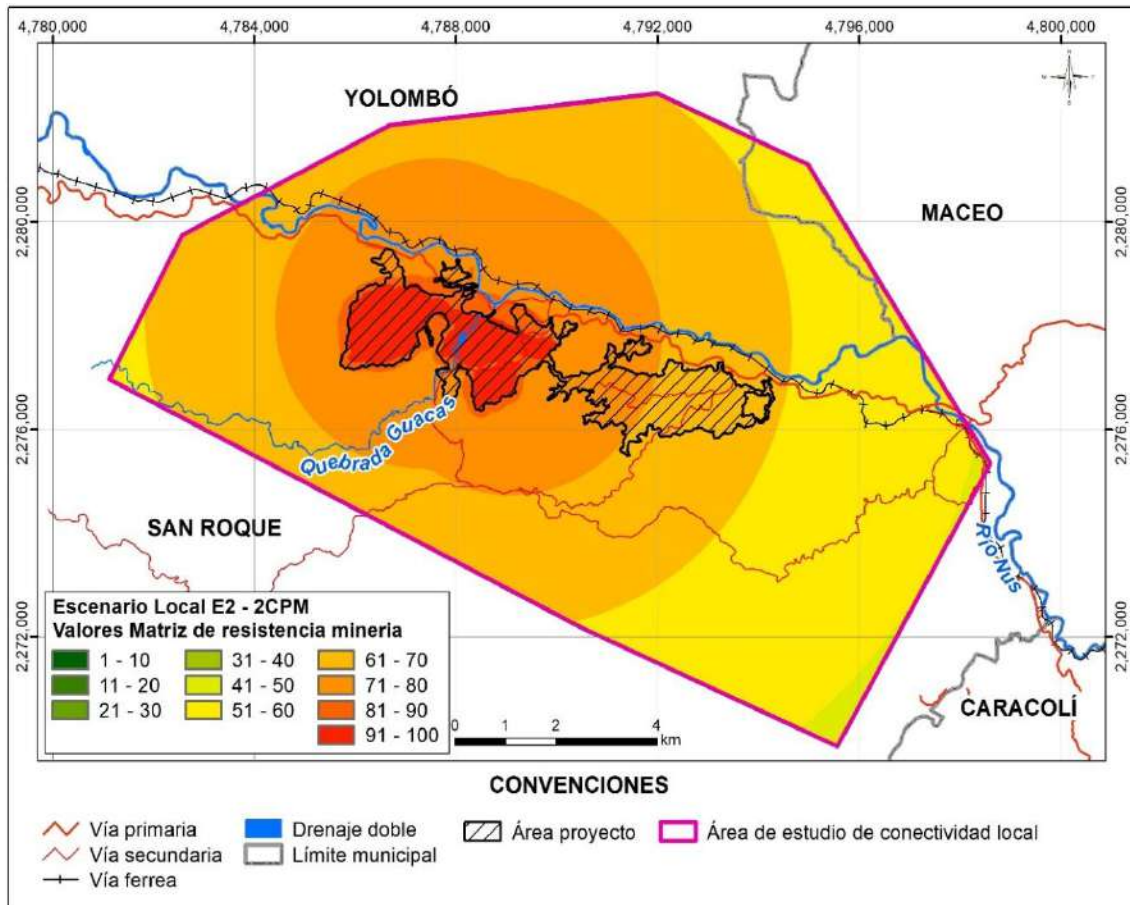 4,780,000 4,784,000 4,788,000 4,792,000 4,796,000 4,800,000
YOLOMBÓ
MACEO
2,280,000 2,280,000
2,276,000 2,276,000
Quebrada Guacas
SAN ROQUE
Río Nus
2,272,000 2,272,000
CARACOLÍ
Escenario Local E2 - 2CPM
Valores Matriz de resistencia mineria
1 - 10 31 - 40 61 - 70
11 - 20 41 - 50 71 - 80
21 - 30 51 - 60 81 - 90
91 - 100
0 1 2 4
km
CONVENCIONES
Vía primaria Drenaje doble Área proyecto Área de estudio de conectividad local
Vía secundaria Límite municipal
Vía ferrea